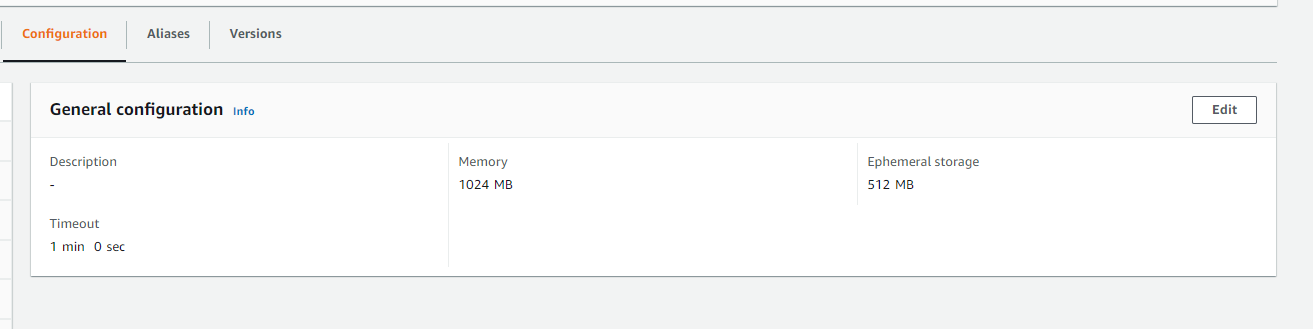 Configuration Aliases Versions
General configuration Info Edit
Description Memory Ephemeral storage
- 1024 MB 512 MB
Timeout
1 min 0 sec